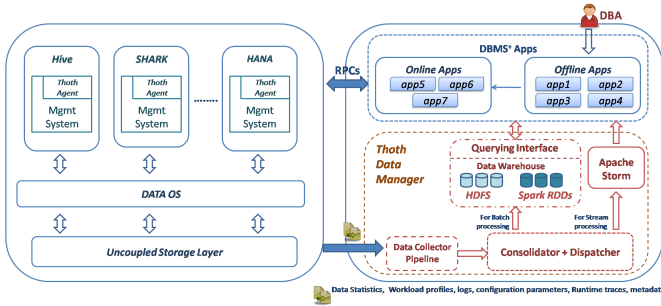 DBA
Hive
SHARK
HANA
Thoth
Agent
Thoth
Agent
Thoth
Agent
Mgmt
System
Mgmt
System
Mgmt
System
........
DATA OS
Uncoupled Storage Layer
RPCs
DBMS+ Apps
Online Apps
app5
app6
app7
Offline Apps
app1
app2
app3
app4
Thoth
Data
Manager
Querying Interface
Data Warehouse
HDFS
Spark RDDs
Apache
Storm
For Batch
processing
For Stream
processing
Data Collector
Pipeline
Consolidator + Dispatcher
Data Statistics, Workload profiles, logs, configuration parameters, Runtime traces, metadat